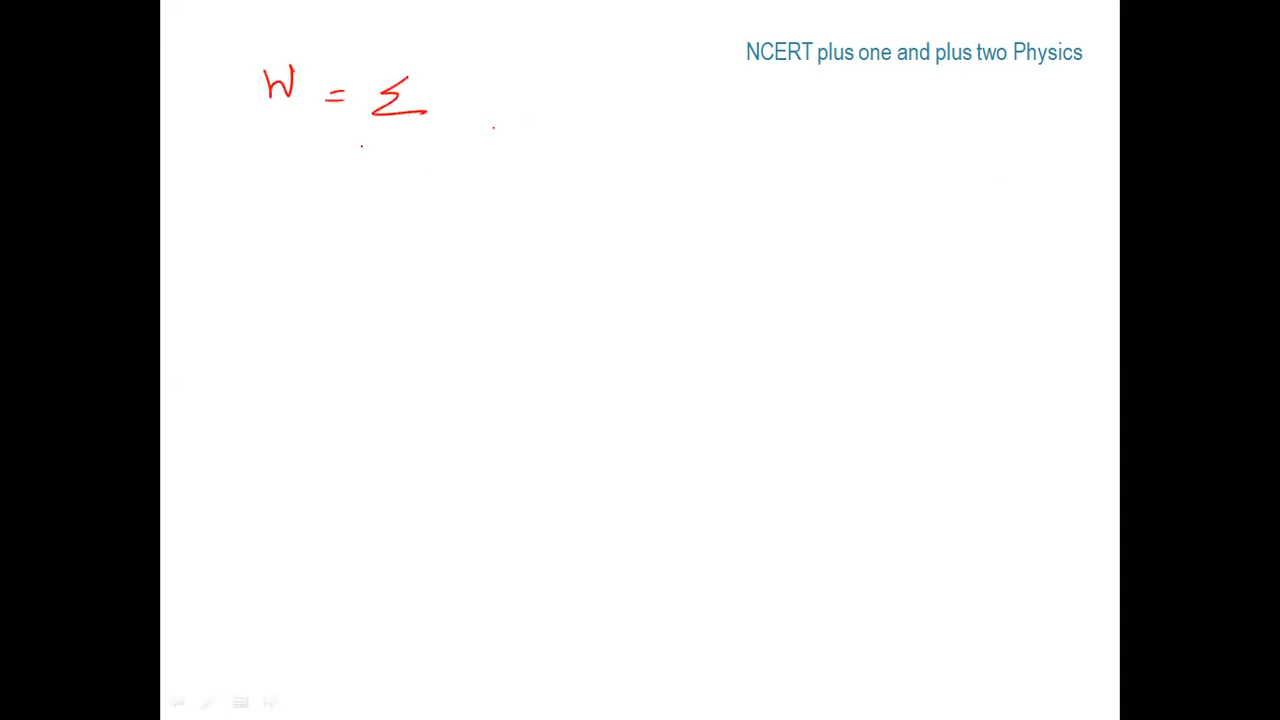 NCERT plus one and plus two Physics
W = Σ